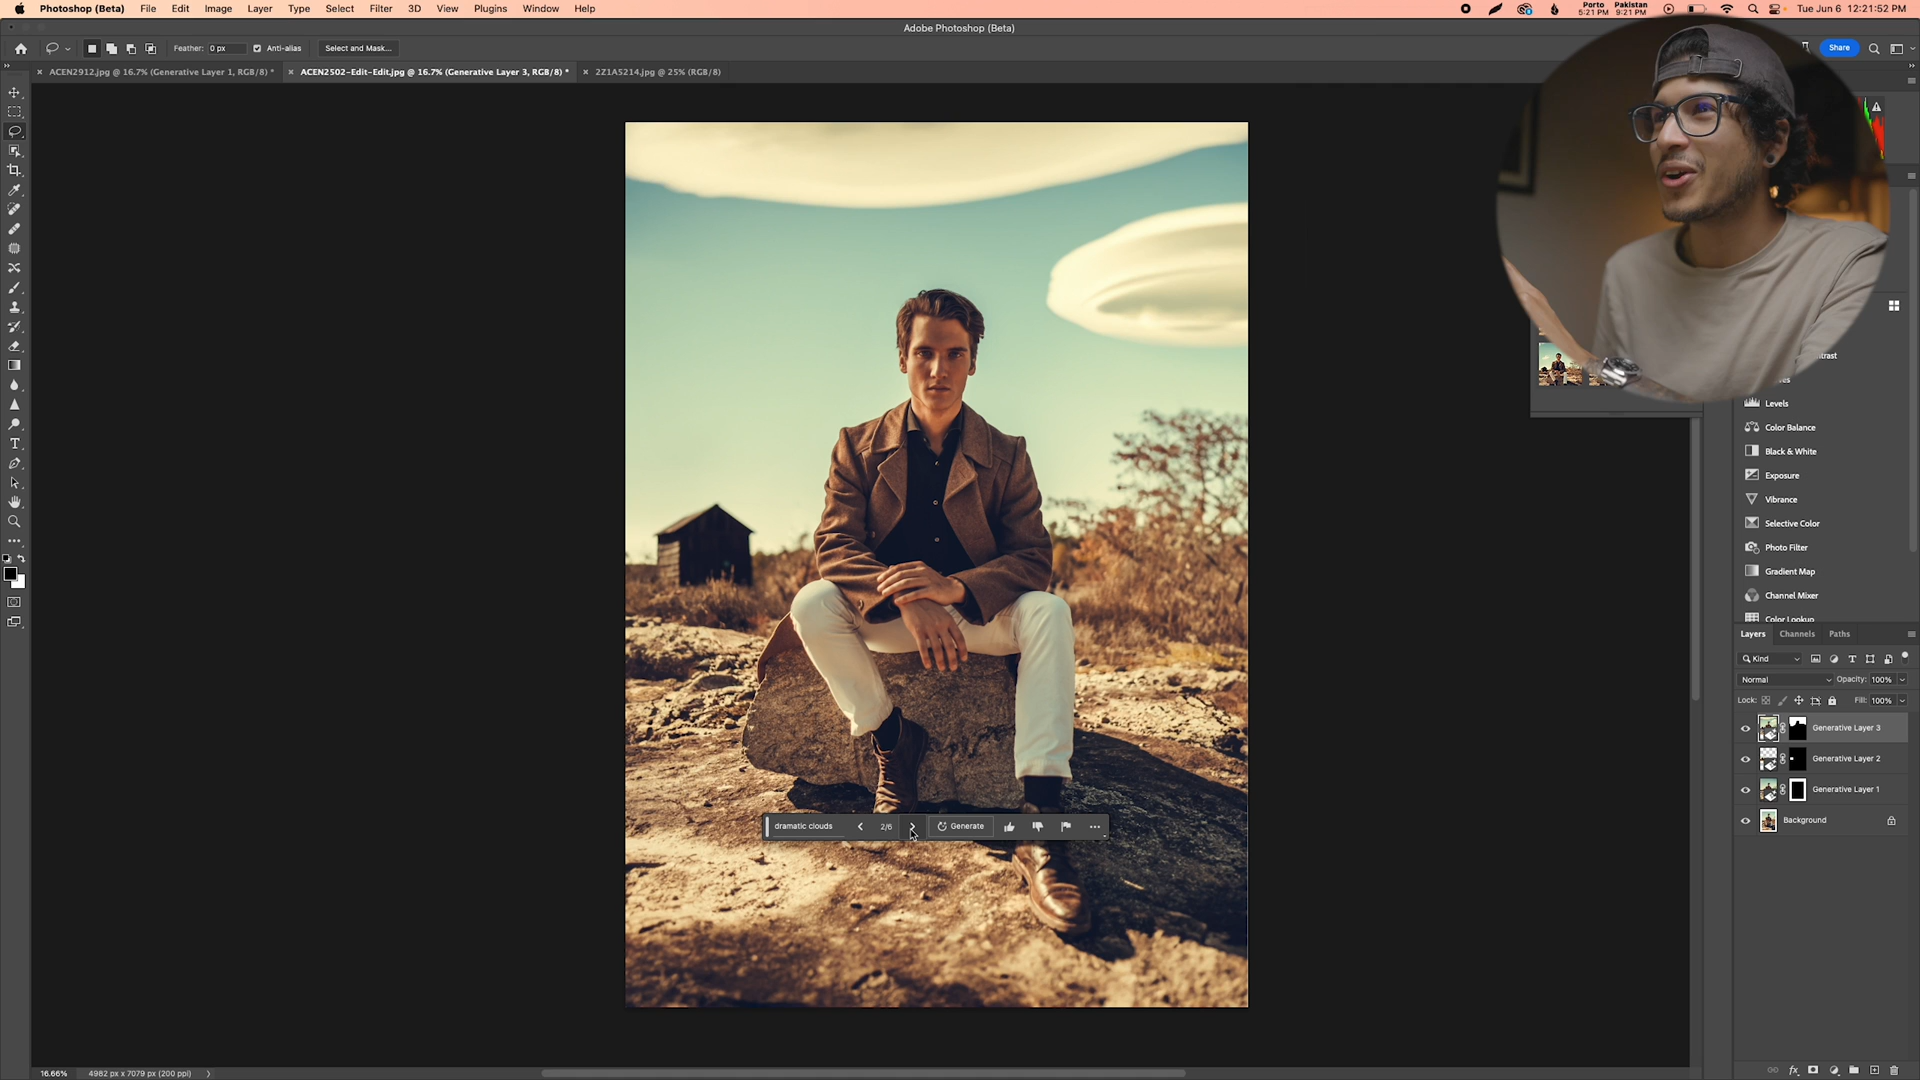 Photoshop (Beta) File Edit Image Layer Type Select Filter 3D View Plugins Window Help
Porto 5:21 PM
Pakistan 9:21 PM
Tue Jun 6 12:21:52 PM
Adobe Photoshop (Beta)
Feather: 0 px Anti-alias Select and Mask... Share
ACEN2912.jpg @ 16.7% (Generative Layer 1, RGB/8) *
ACEN2502-Edit-Edit.jpg @ 16.7% (Generative Layer 3, RGB/8) *
2Z1A5214.jpg @ 25% (RGB/8)
Levels
Color Balance
Black & White
Exposure
Vibrance
Selective Color
Photo Filter
Gradient Map
Channel Mixer
Color Lookup
Layers Channels Paths
Kind
Normal Opacity: 100%
Lock: Fill: 100%
Generative Layer 3
Generative Layer 2
Generative Layer 1
Background
dramatic clouds 2/6 Generate
16.66% 4982 px x 7079 px (200 ppi)